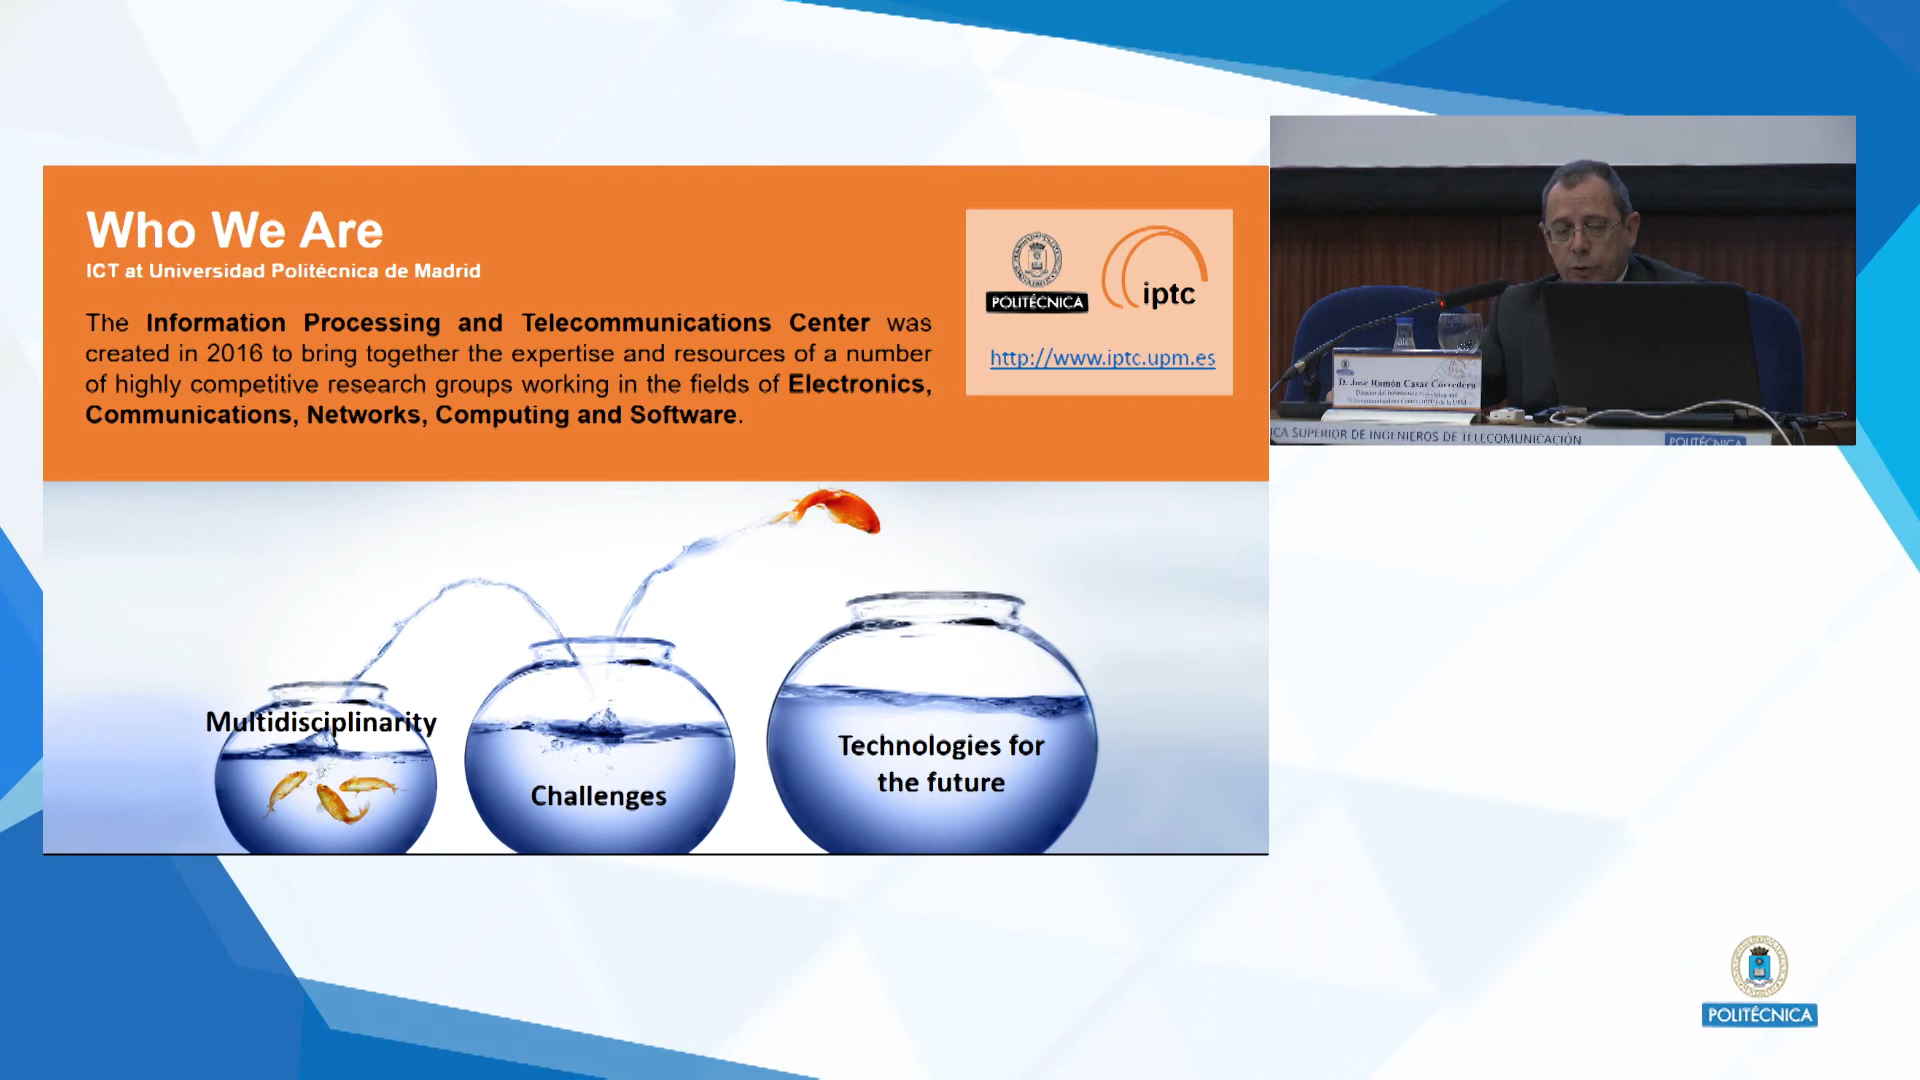 Who We Are
ICT at Universidad Politécnica de Madrid
The Information Processing and Telecommunications Center was
created in 2016 to bring together the expertise and resources of a number
of highly competitive research groups working in the fields of Electronics,
Communications, Networks, Computing and Software.
POLITÉCNICA
iptc
http://www.iptc.upm.es
D. José Ramón Casar Corredera
ICA SUPERIOR DE INGENIEROS DE TELECOMUNICACIÓN
POLITÉCNICA
Multidisciplinarity
Challenges
Technologies for
the future
POLITÉCNICA